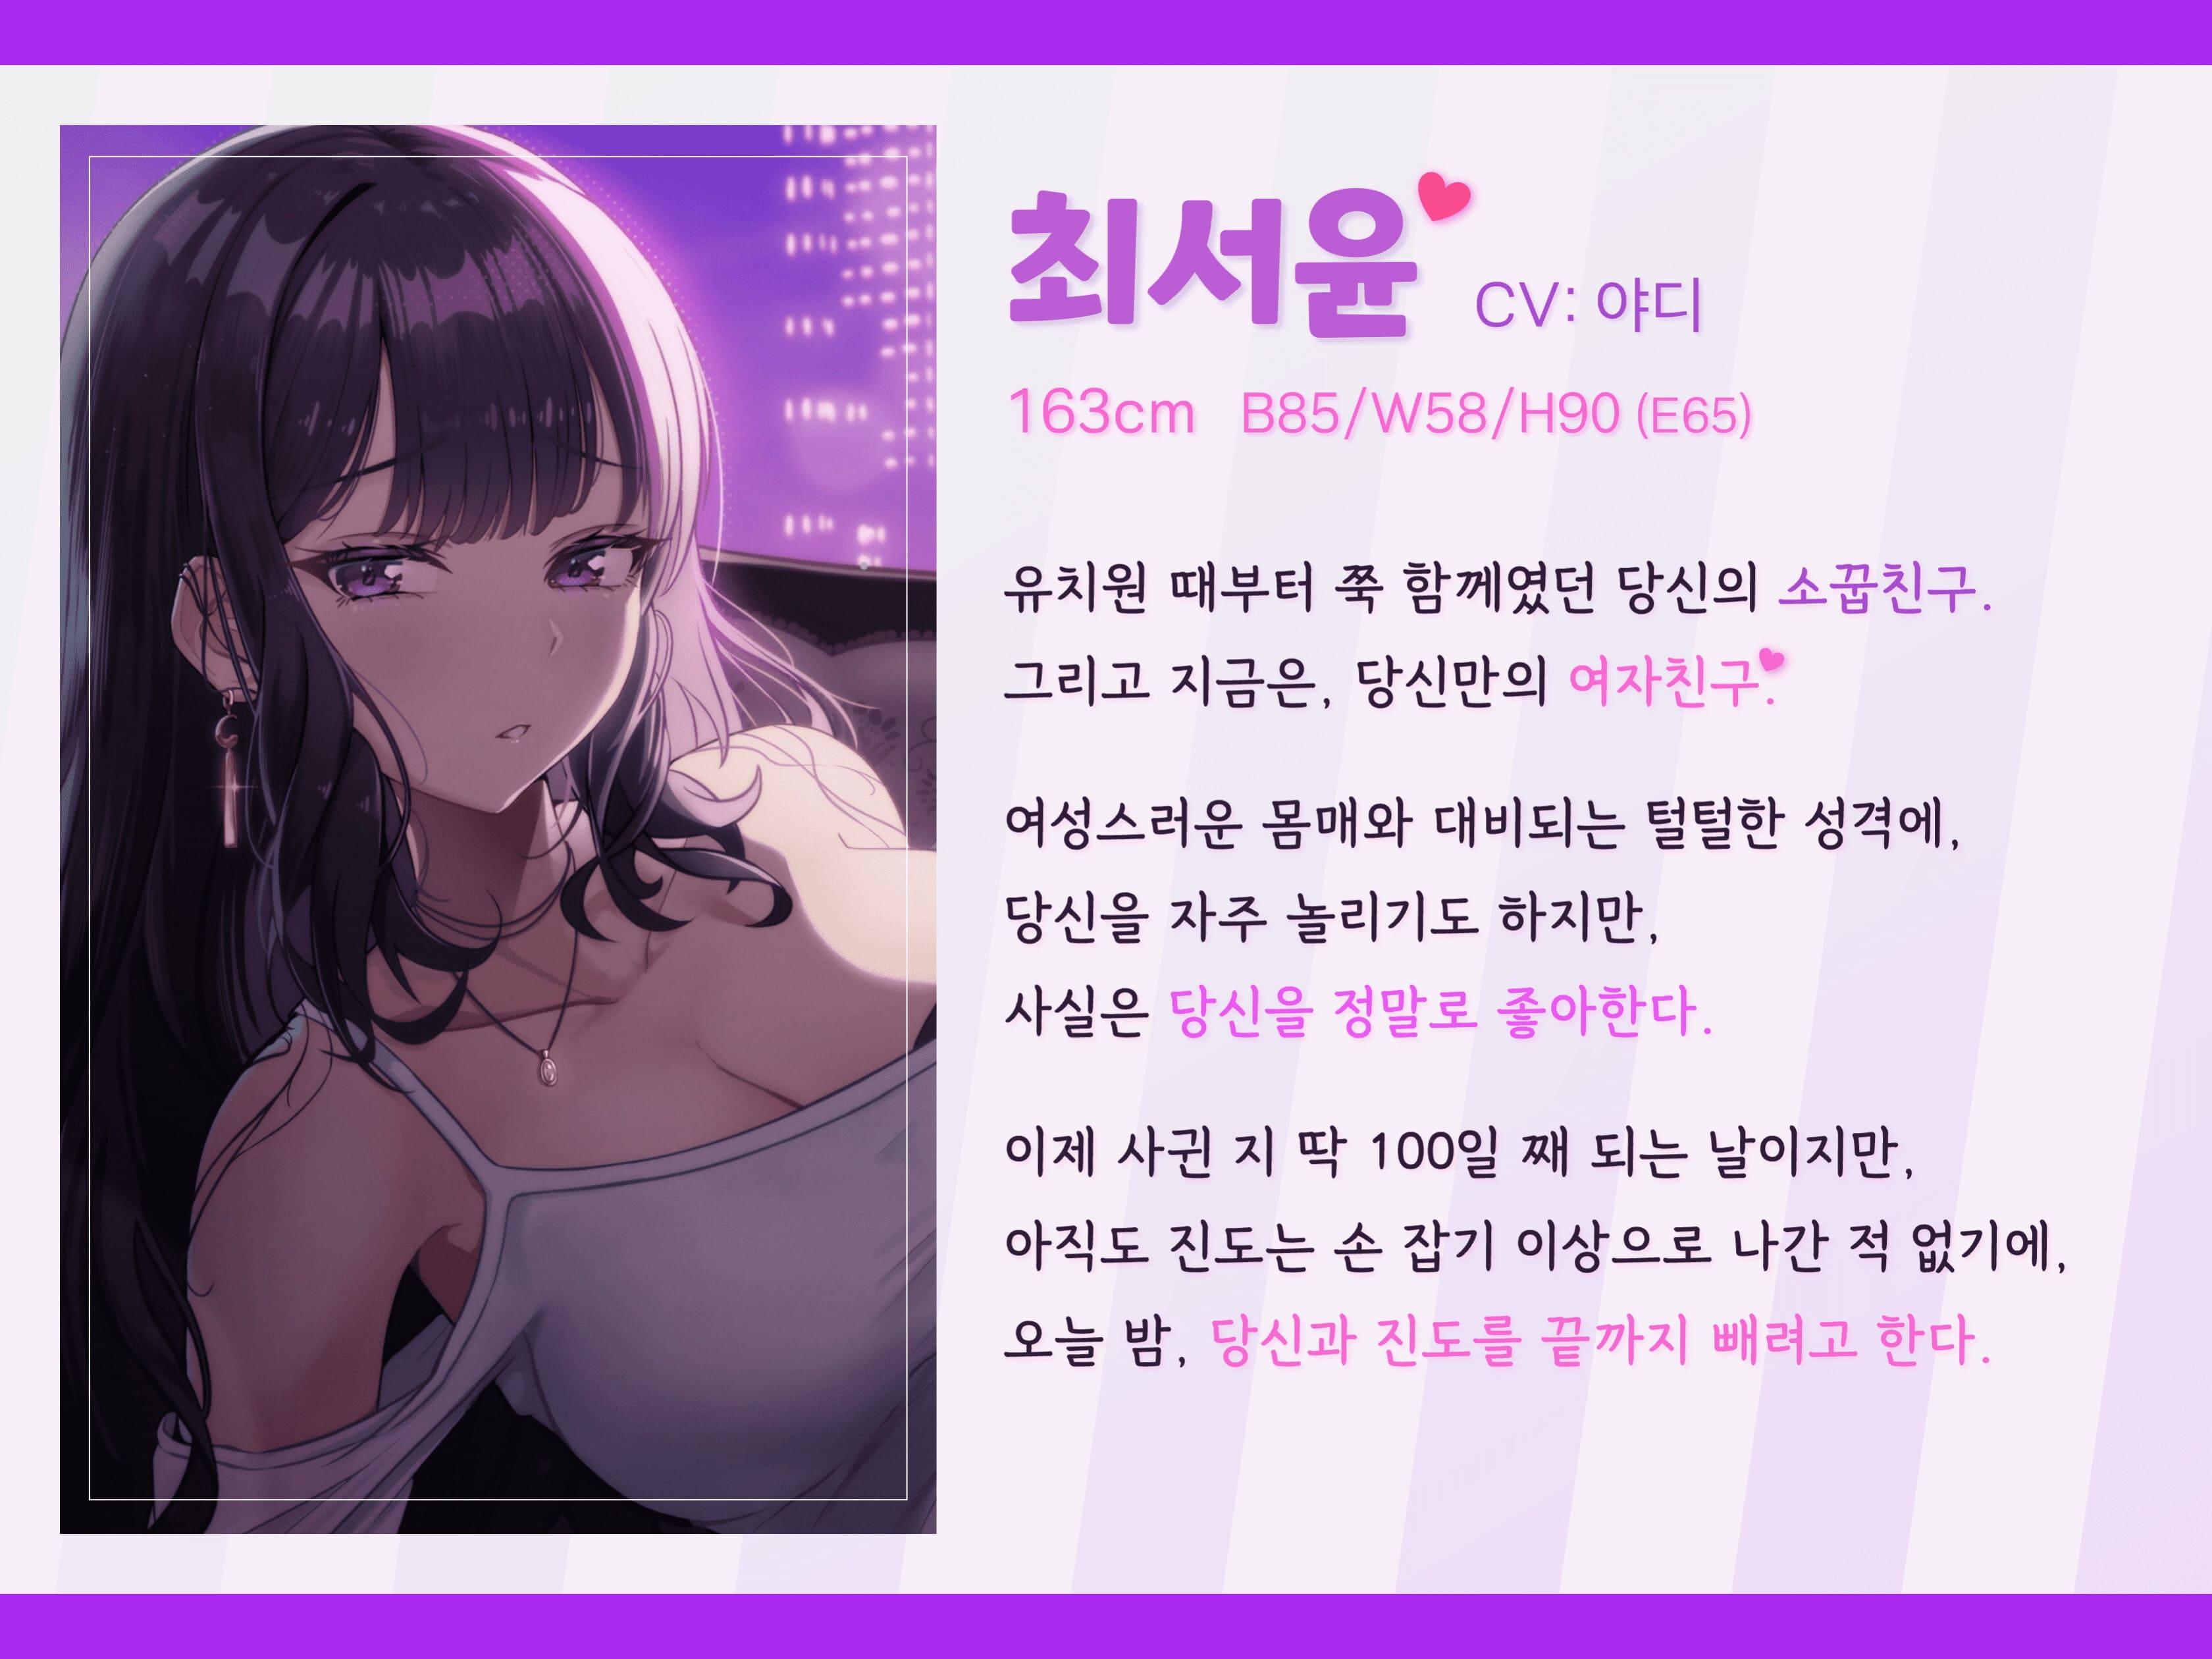 최서윤
CV: 야디
163cm B85/W58/H90 (E65)
유치원 때부터 쭉 함께였던 당신의 소꿉친구.
그리고 지금은, 당신만의 여자친구.
여성스러운 몸매와 대비되는 털털한 성격에,
당신을 자주 놀리기도 하지만,
사실은 당신을 정말로 좋아한다.
이제 사귄 지 딱 100일 째 되는 날이지만,
아직도 진도는 손 잡기 이상으로 나간 적 없기에,
오늘 밤, 당신과 진도를 끝까지 빼려고 한다.